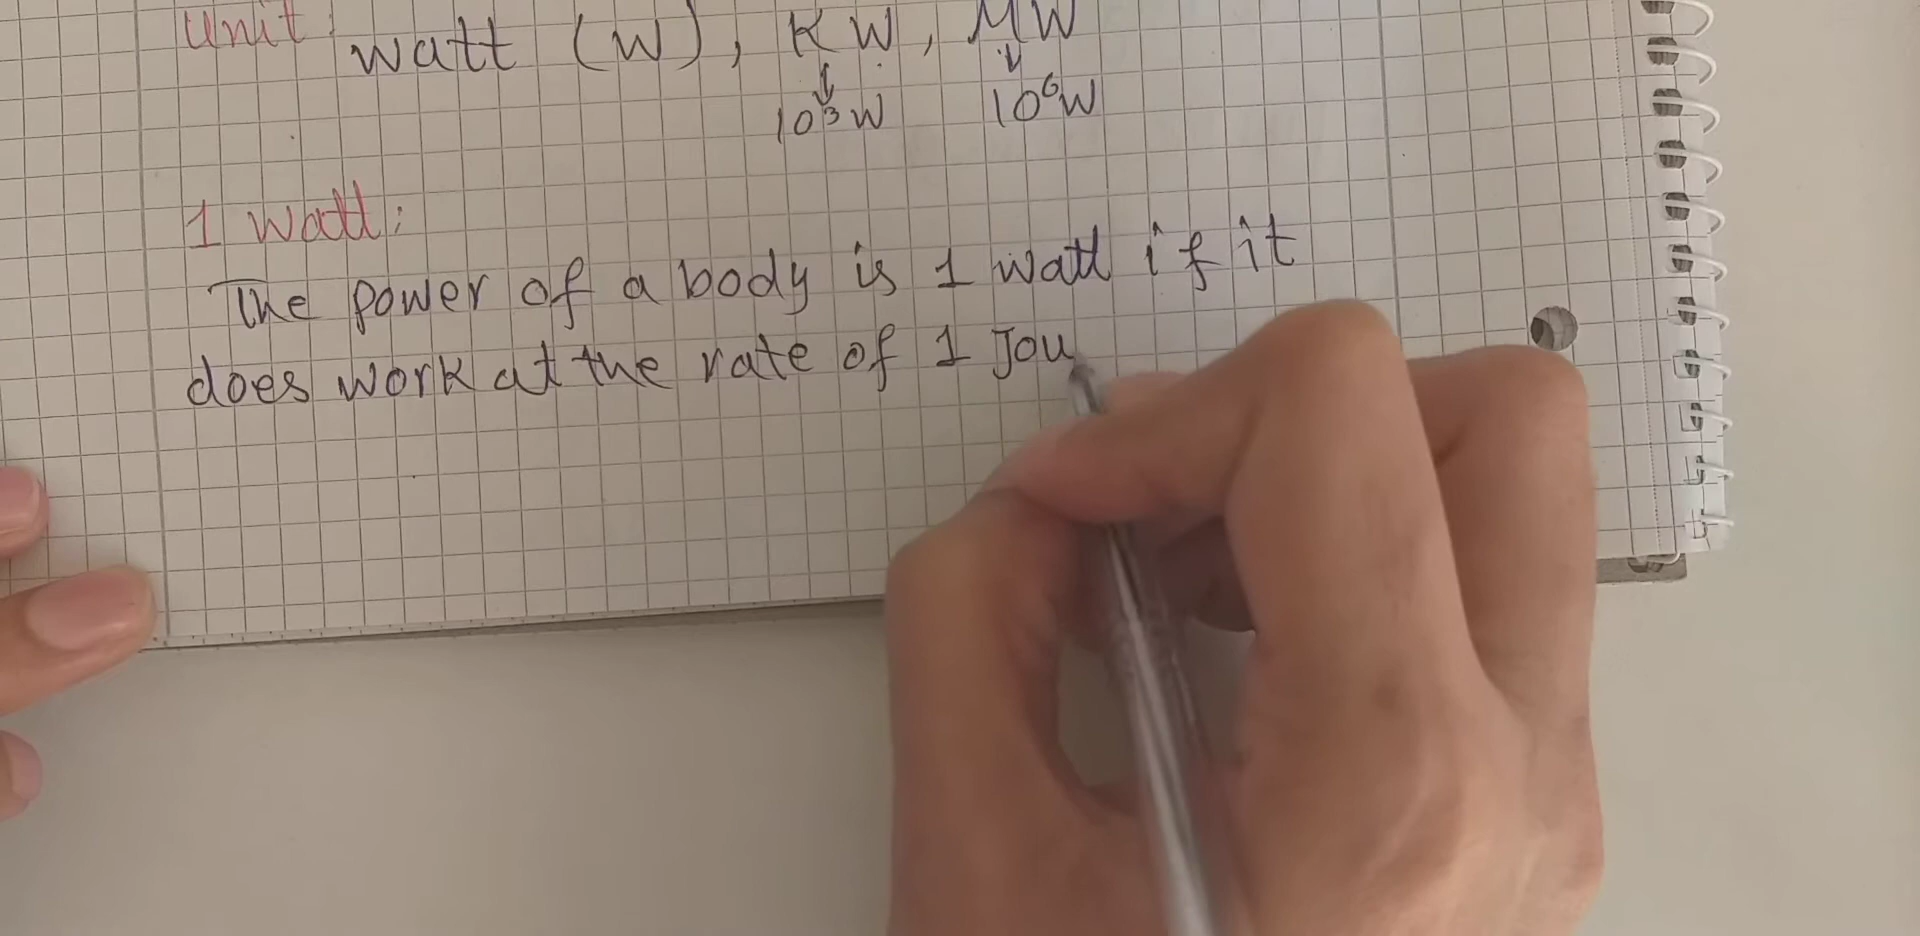 Unit:
Watt (W), KW, MW
↓ ↓
10³W 10⁶W
1 Watt:
The power of a body is 1 watt if it
does work at the rate of 1 Jou